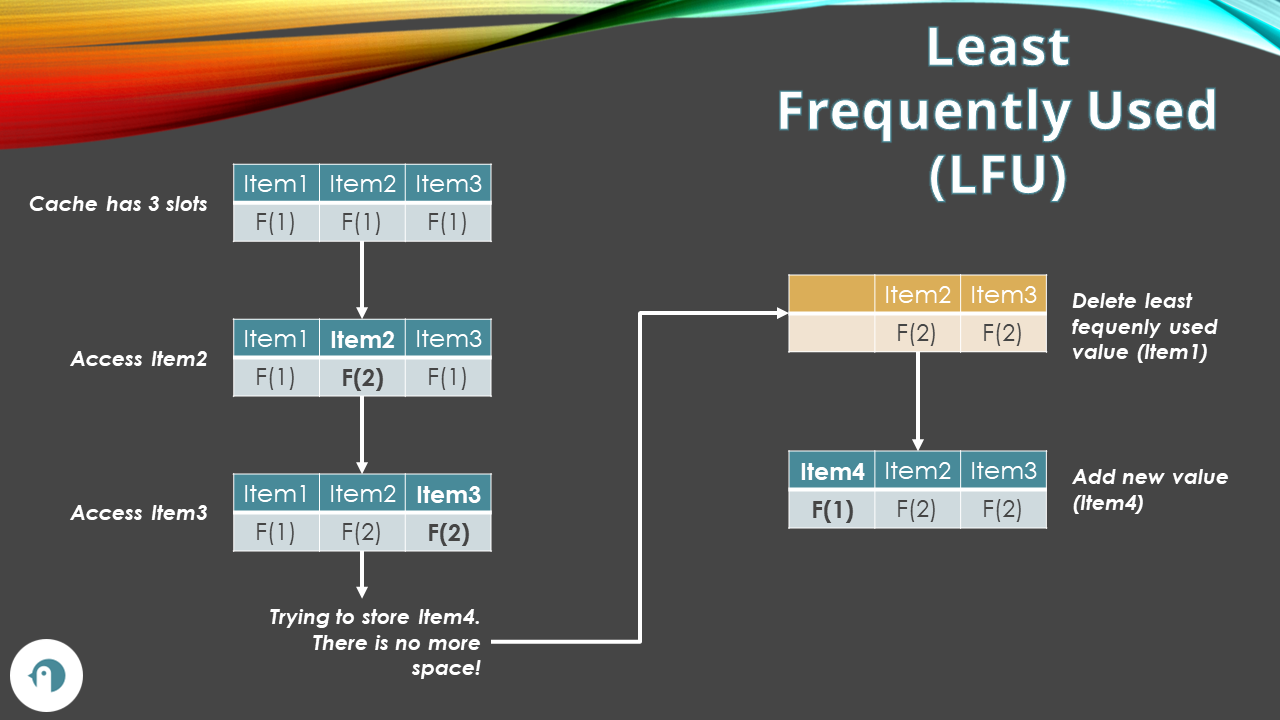 Least
Frequently Used
(LFU)
Cache has 3 slots
Item1 Item2 Item3
F(1) F(1) F(1)
Access Item2
Item1 Item2 Item3
F(1) F(2) F(1)
Access Item3
Item1 Item2 Item3
F(1) F(2) F(2)
Trying to store Item4.
There is no more
space!
Item2 Item3
F(2) F(2)
Delete least
fequenly used
value (Item1)
Item4 Item2 Item3
F(1) F(2) F(2)
Add new value
(Item4)